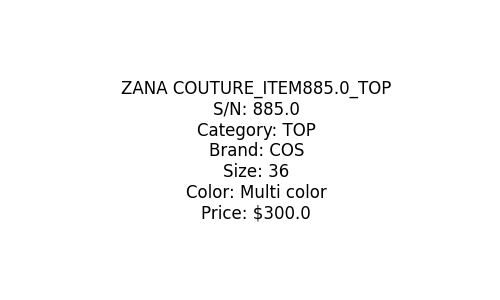 ZANA COUTURE_ITEM885.0_TOP
S/N: 885.0
Category: TOP
Brand: COS
Size: 36
Color: Multi color
Price: $300.0